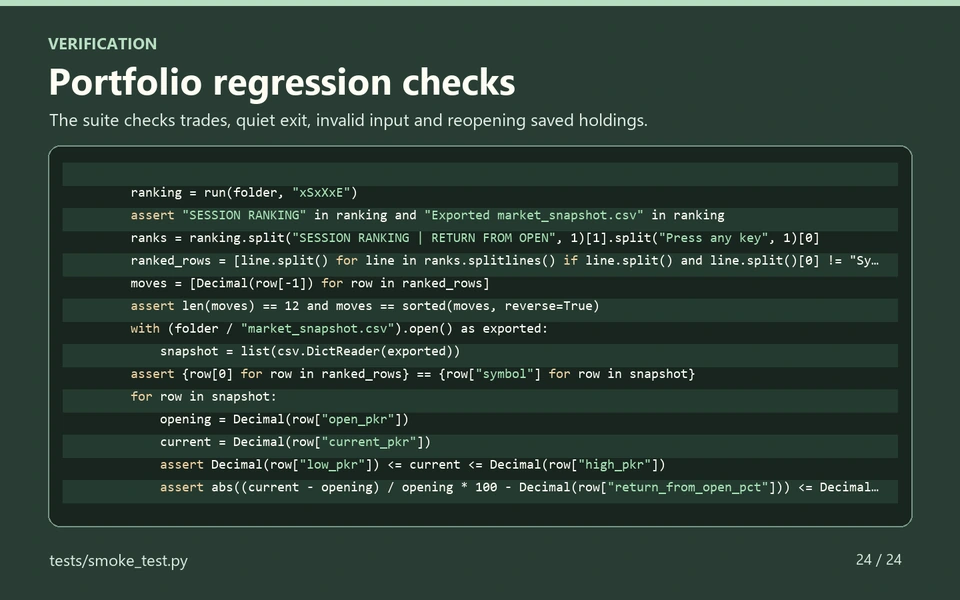 VERIFICATION
Portfolio regression checks
The suite checks trades, quiet exit, invalid input and reopening saved holdings.
ranking = run(folder, "xSxXxE")
assert "SESSION RANKING" in ranking and "Exported market_snapshot.csv" in ranking
ranks = ranking.split("SESSION RANKING | RETURN FROM OPEN", 1)[1].split("Press any key", 1)[0]
ranked_rows = [line.split() for line in ranks.splitlines() if line.split() and line.split()[0] != "Sy…
moves = [Decimal(row[-1]) for row in ranked_rows]
assert len(moves) == 12 and moves == sorted(moves, reverse=True)
with (folder / "market_snapshot.csv").open() as exported:
    snapshot = list(csv.DictReader(exported))
assert {row[0] for row in ranked_rows} == {row["symbol"] for row in snapshot}
for row in snapshot:
    opening = Decimal(row["open_pkr"])
    current = Decimal(row["current_pkr"])
    assert Decimal(row["low_pkr"]) <= current <= Decimal(row["high_pkr"])
    assert abs((current - opening) / opening * 100 - Decimal(row["return_from_open_pct"])) <= Decimal…
tests/smoke_test.py
24 / 24